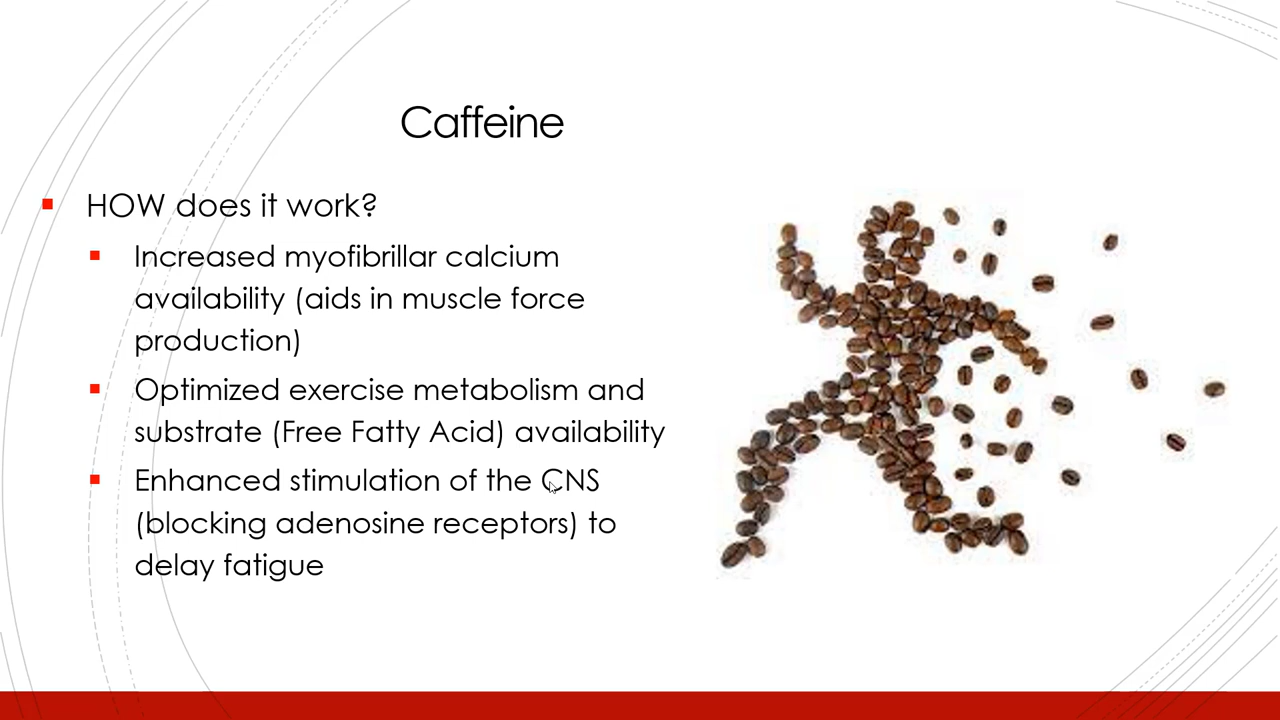 Caffeine
HOW does it work?
Increased myofibrillar calcium
availability (aids in muscle force
production)
Optimized exercise metabolism and
substrate (Free Fatty Acid) availability
Enhanced stimulation of the CNS
(blocking adenosine receptors) to
delay fatigue